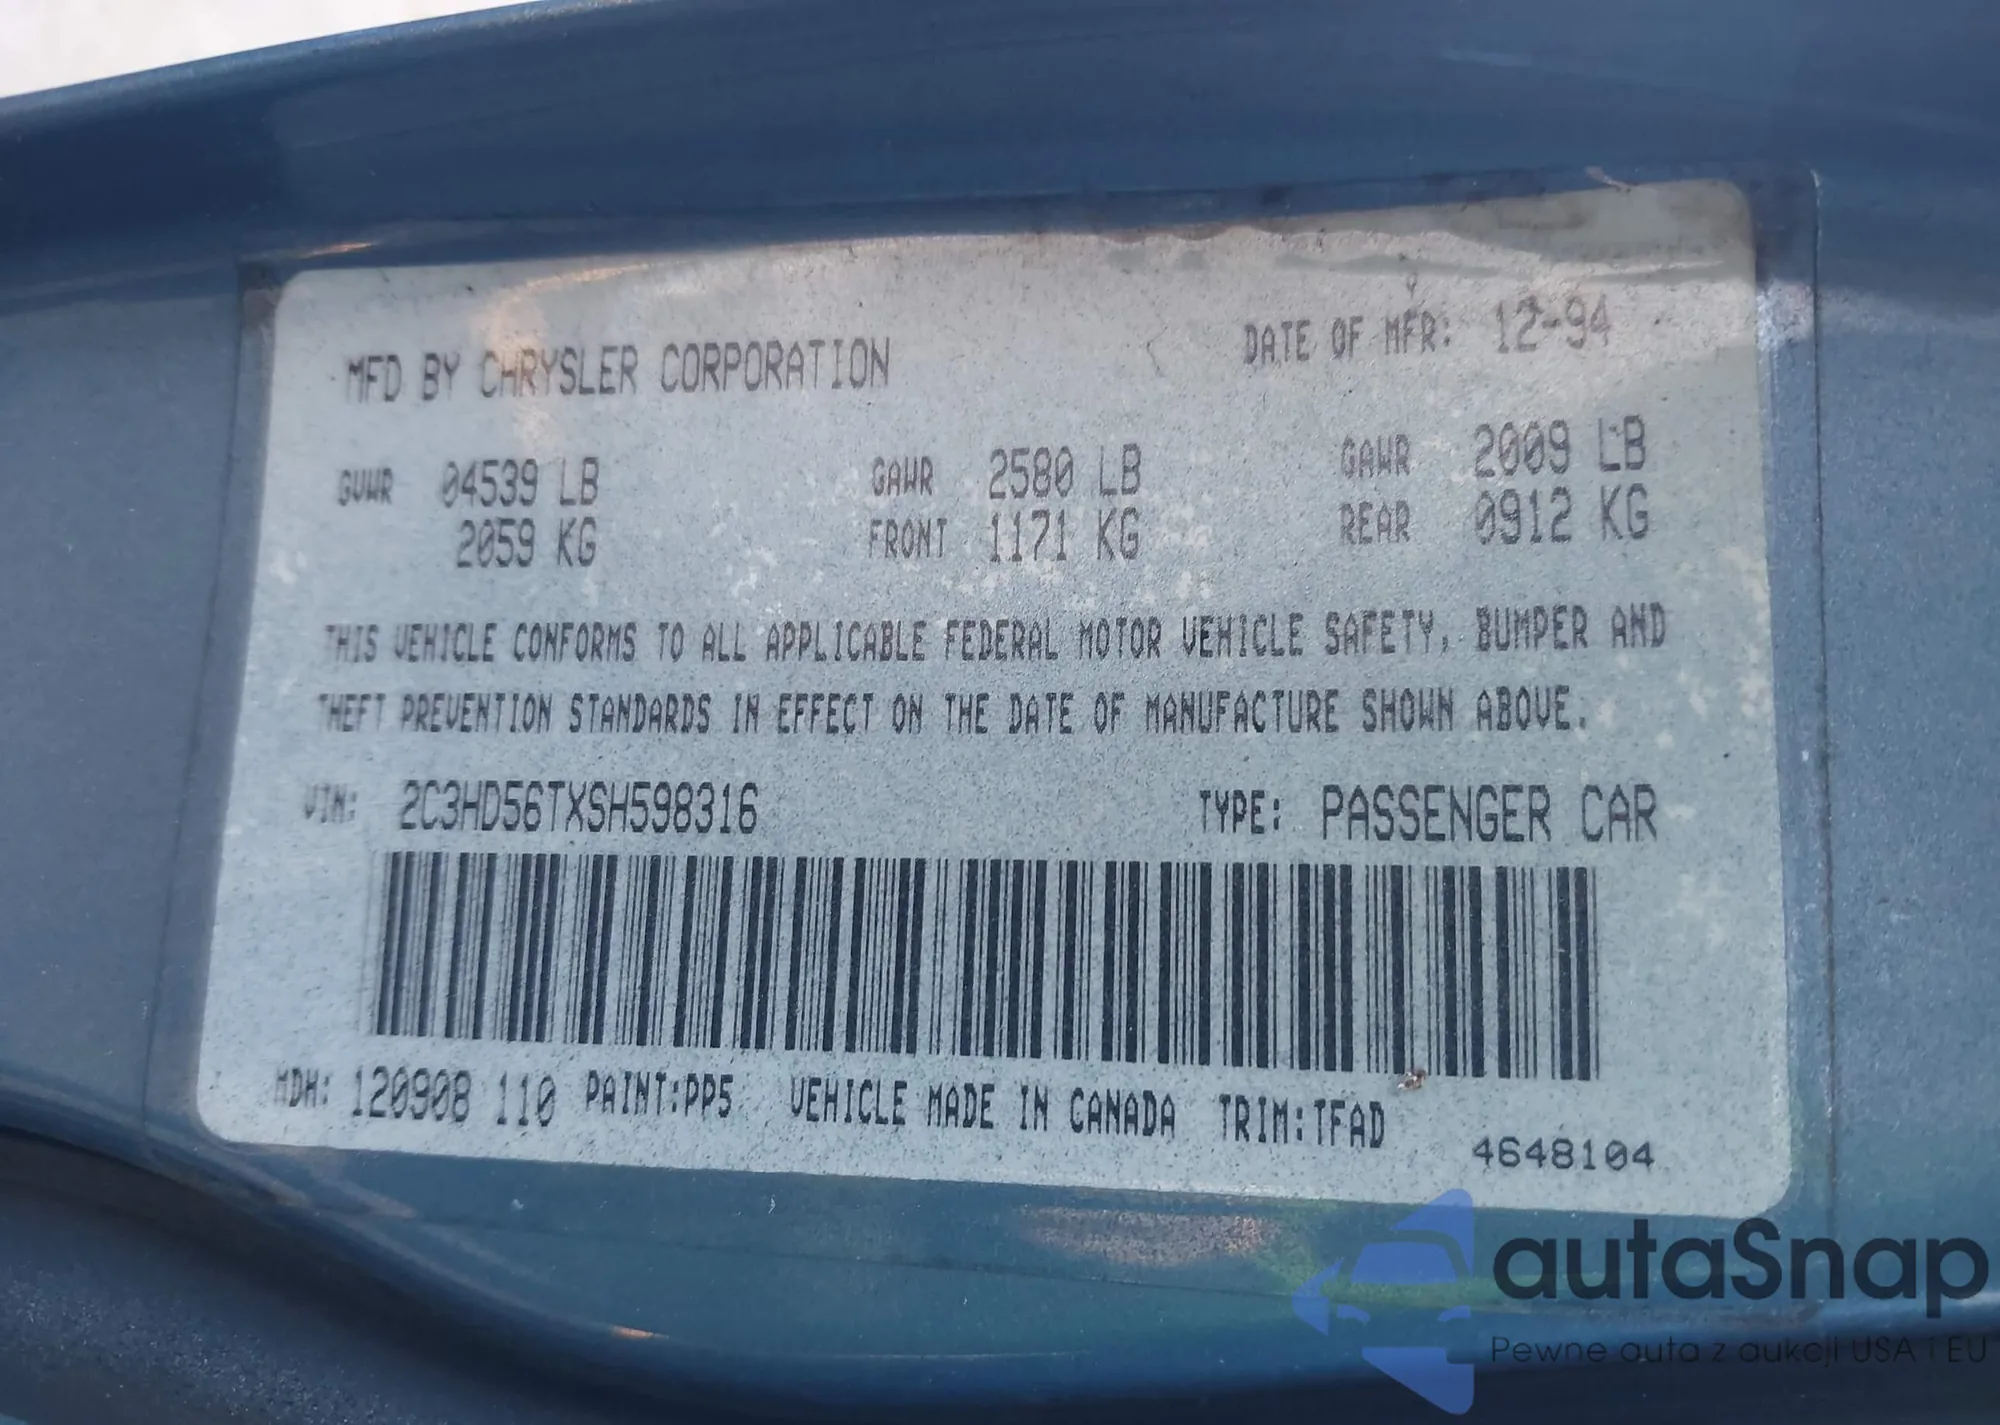 MFD BY CHRYSLER CORPORATION DATE OF MFR: 12-94
GVWR 04539 LB GAWR 2580 LB GAWR 2009 LB
2059 KG FRONT 1171 KG REAR 0912 KG
THIS VEHICLE CONFORMS TO ALL APPLICABLE FEDERAL MOTOR VEHICLE SAFETY, BUMPER AND
THEFT PREVENTION STANDARDS IN EFFECT ON THE DATE OF MANUFACTURE SHOWN ABOVE.
VIN: 2C3HD56TXSH598316 TYPE: PASSENGER CAR
MDH: 120908 110 PAINT:PP5 VEHICLE MADE IN CANADA TRIM:TFAD
4648104
autaSnap
Pewne auta z aukcji USA i EU